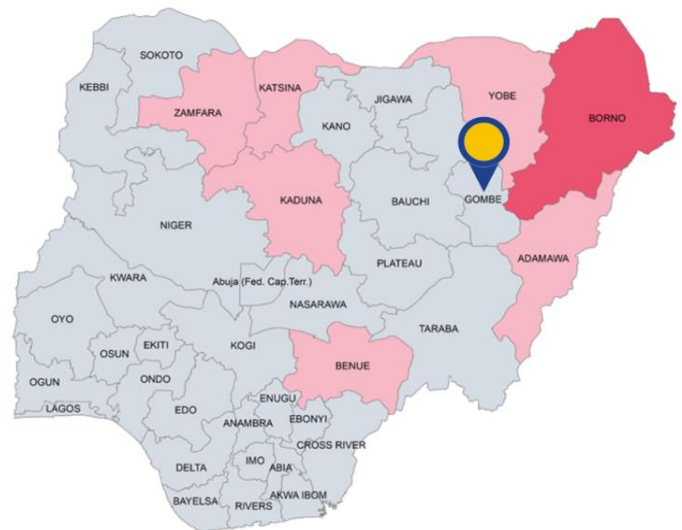 SOKOTO
KEBBI
ZAMFARA
KATSINA
KANO
JIGAWA
YOBE
BORNO
KADUNA
BAUCHI
GOMBE
NIGER
ADAMAWA
PLATEAU
Abuja (Fed. Cap.Terr.)
KWARA
NASARAWA
TARABA
OYO
OSUN
EKITI
KOGI
BENUE
OGUN
ONDO
LAGOS
EDO
ENUGU
ANAMBRA
EBONYI
CROSS RIVER
DELTA
IMO
ABIA
BAYELSA
RIVERS
AKWA IBOM